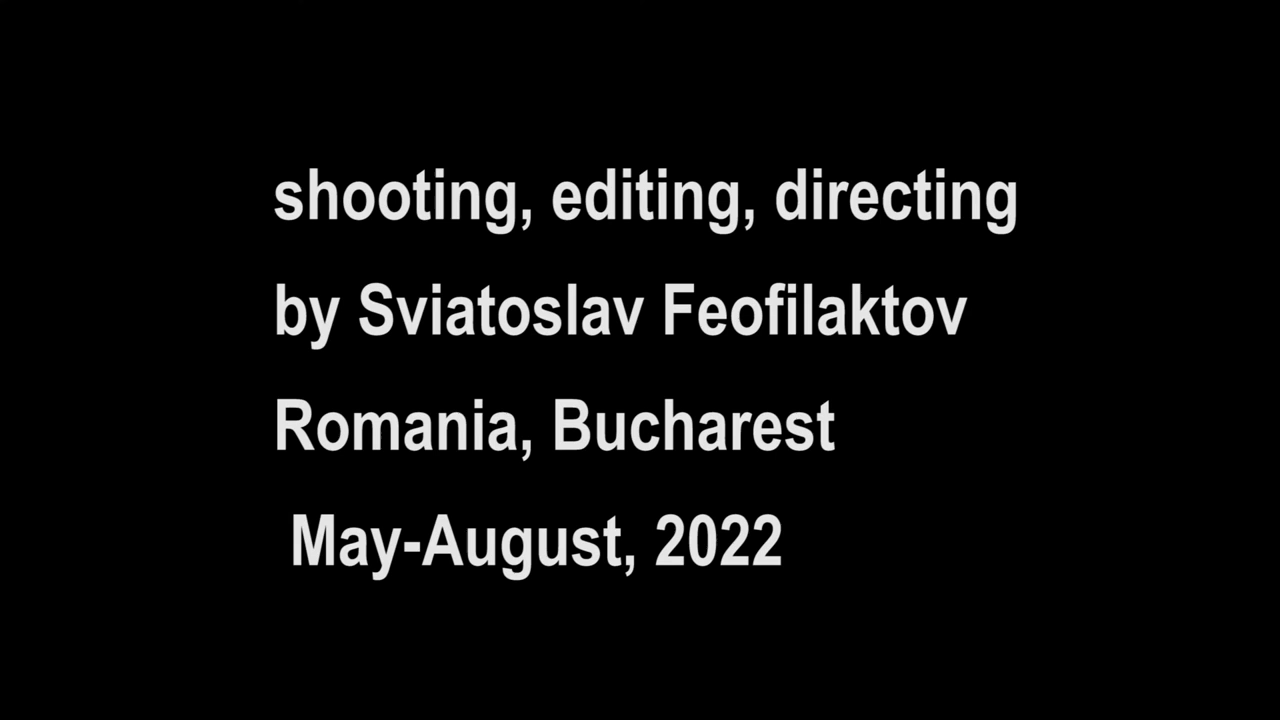 shooting, editing, directing
by Sviatoslav Feofilaktov
Romania, Bucharest
May-August, 2022